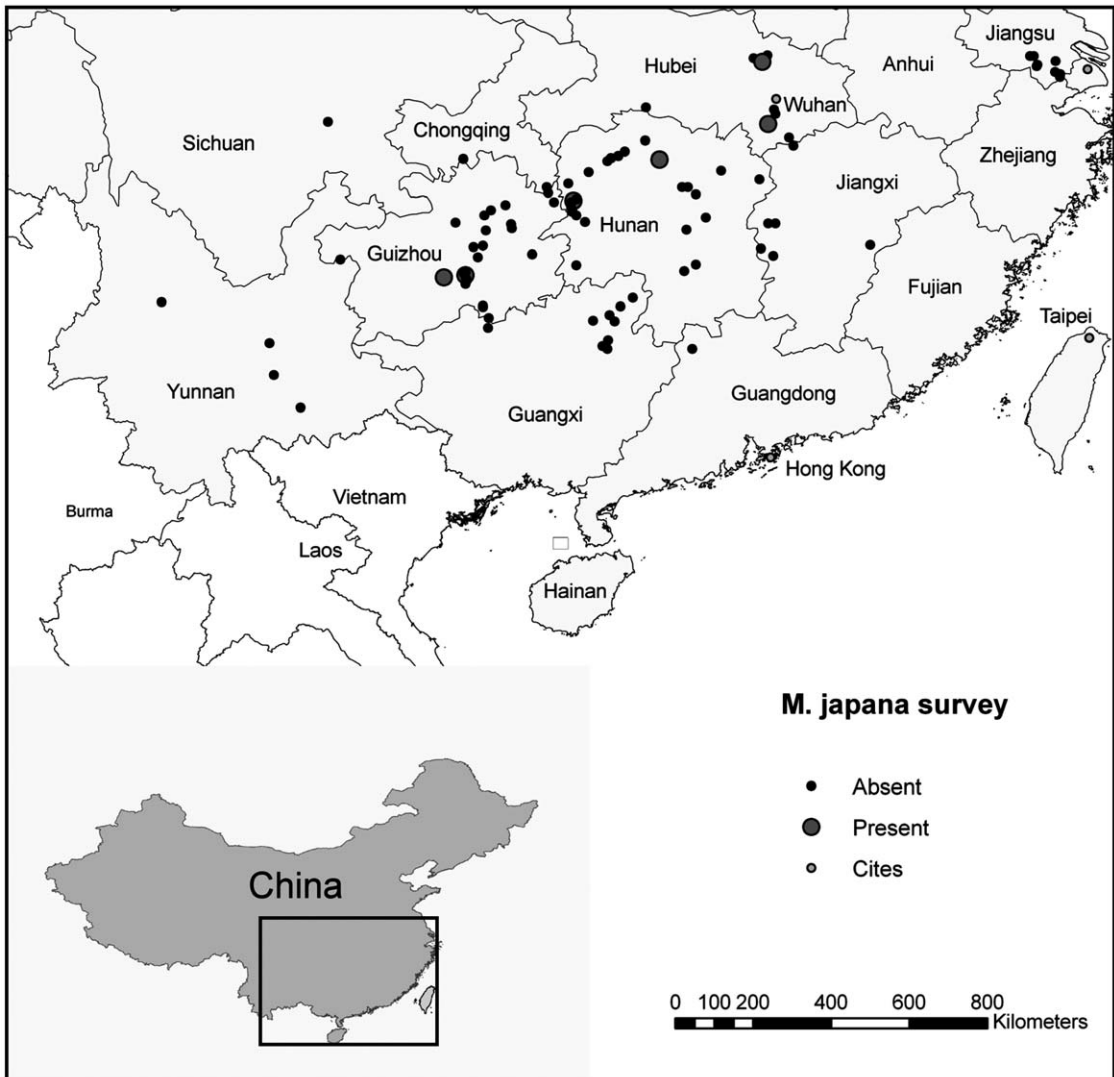 Jiangsu
Hubei
Anhui
Wuhan
Chongqing
Sichuan
Zhejiang
Jiangxi
Hunan
Guizhou
Fujian
Taipei
Yunnan
Guangdong
Guangxi
Hong Kong
Vietnam
Burma
Laos
Hainan
M. japana survey
Absent
Present
Cites
China
0 100 200 400 600 800
Kilometers